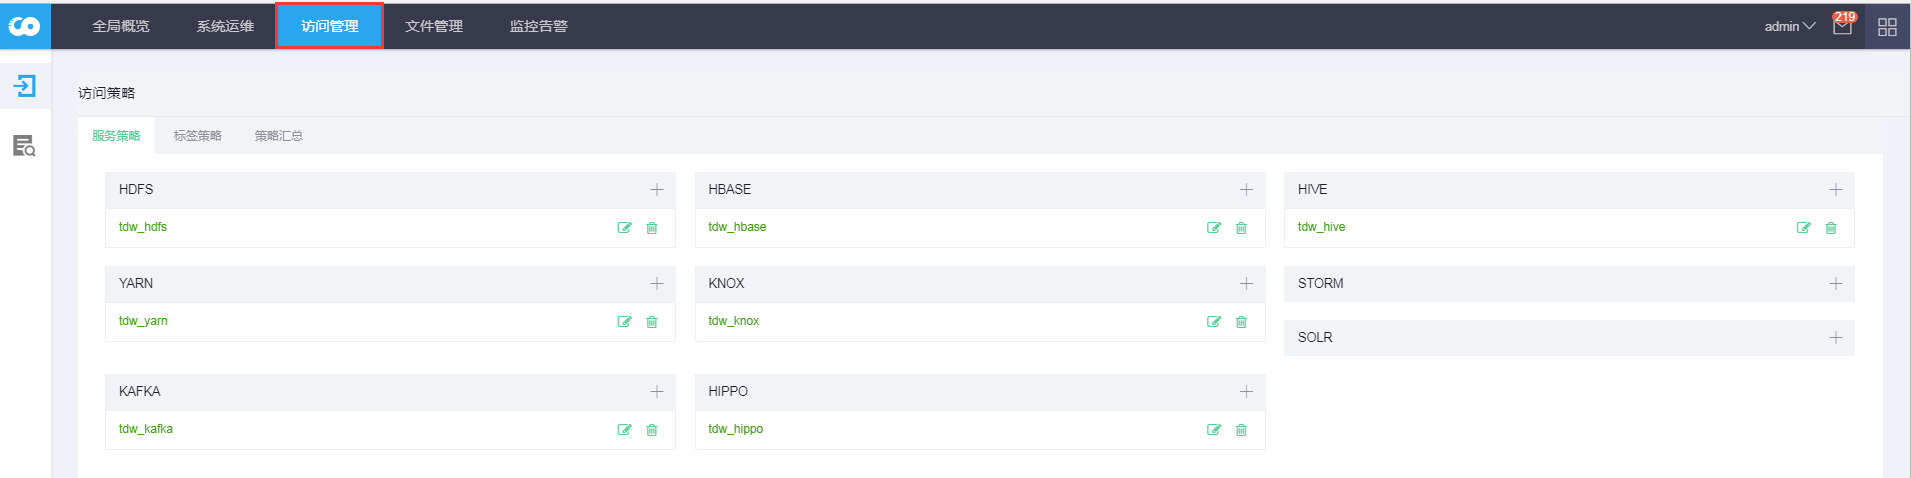 全局概览 系统运维 访问管理 文件管理 监控告警 admin 219
访问策略
服务策略 标签策略 策略汇总
HDFS HBASE HIVE
tdw_hdfs tdw_hbase tdw_hive
YARN KNOX STORM
tdw_yarn tdw_knox
SOLR
KAFKA HIPPO
tdw_kafka tdw_hippo